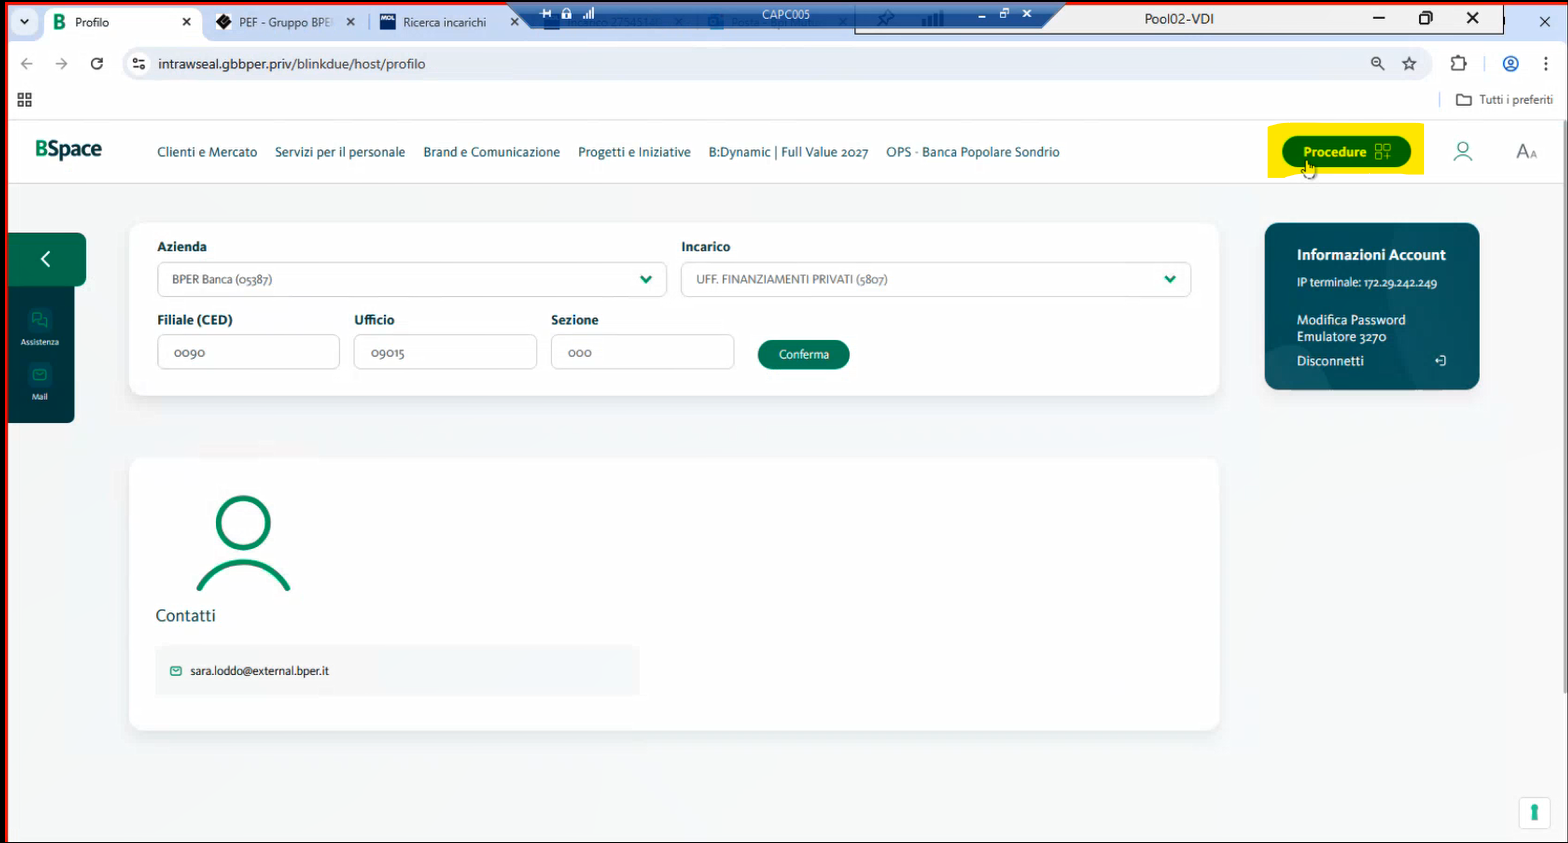 CAPC005
Pool02-VDI
Profilo
PEF - Gruppo BPE
MOL
Ricerca incarichi
intrawseal.gbbper.priv/blinkdue/host/profilo
Tutti i preferiti
BSpace
Clienti e Mercato
Servizi per il personale
Brand e Comunicazione
Progetti e Iniziative
B:Dynamic | Full Value 2027
OPS - Banca Popolare Sondrio
Procedure
AA
Azienda
Incarico
BPER Banca (05387)
UFF. FINANZIAMENTI PRIVATI (5807)
Filiale (CED)
Ufficio
Sezione
0090
09015
000
Conferma
Informazioni Account
IP terminale: 172.29.242.249
Modifica Password
Emulatore 3270
Disconnetti
Assistenza
Mail
Contatti
sara.loddo@external.bper.it